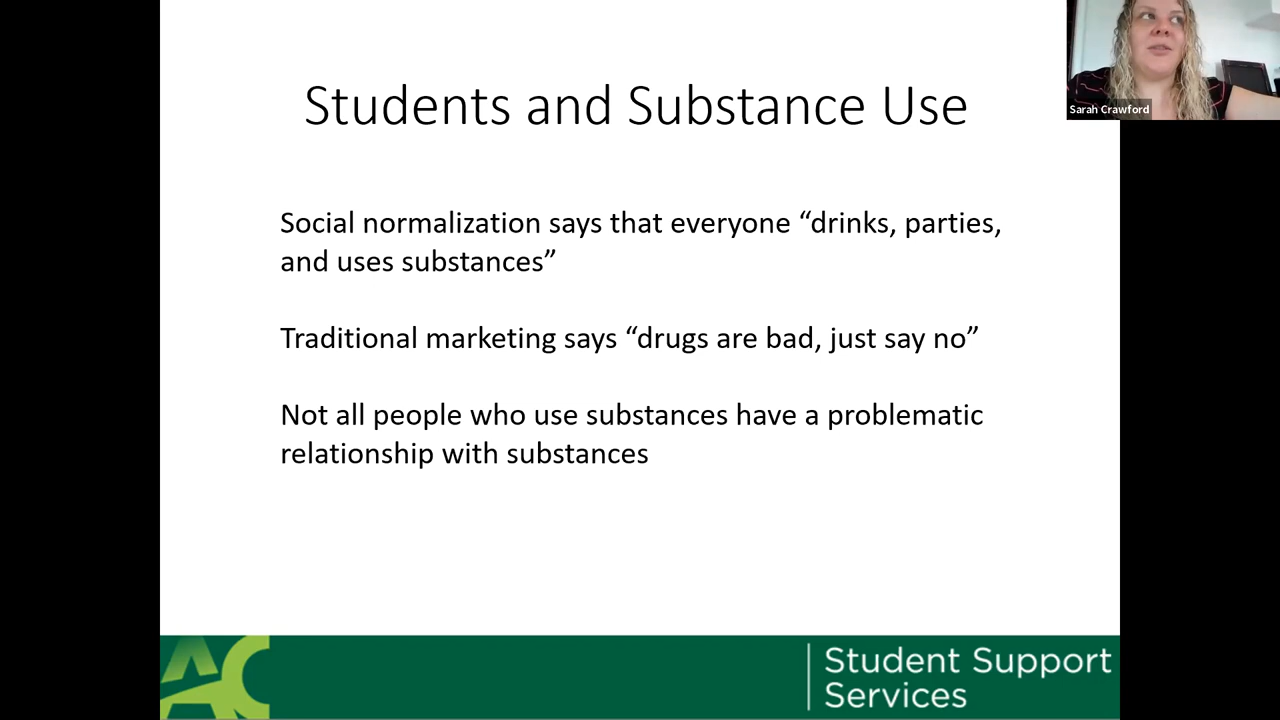 Students and Substance Use
Sarah Crawford
Social normalization says that everyone “drinks, parties,
and uses substances”
Traditional marketing says “drugs are bad, just say no”
Not all people who use substances have a problematic
relationship with substances
AC
Student Support
Services